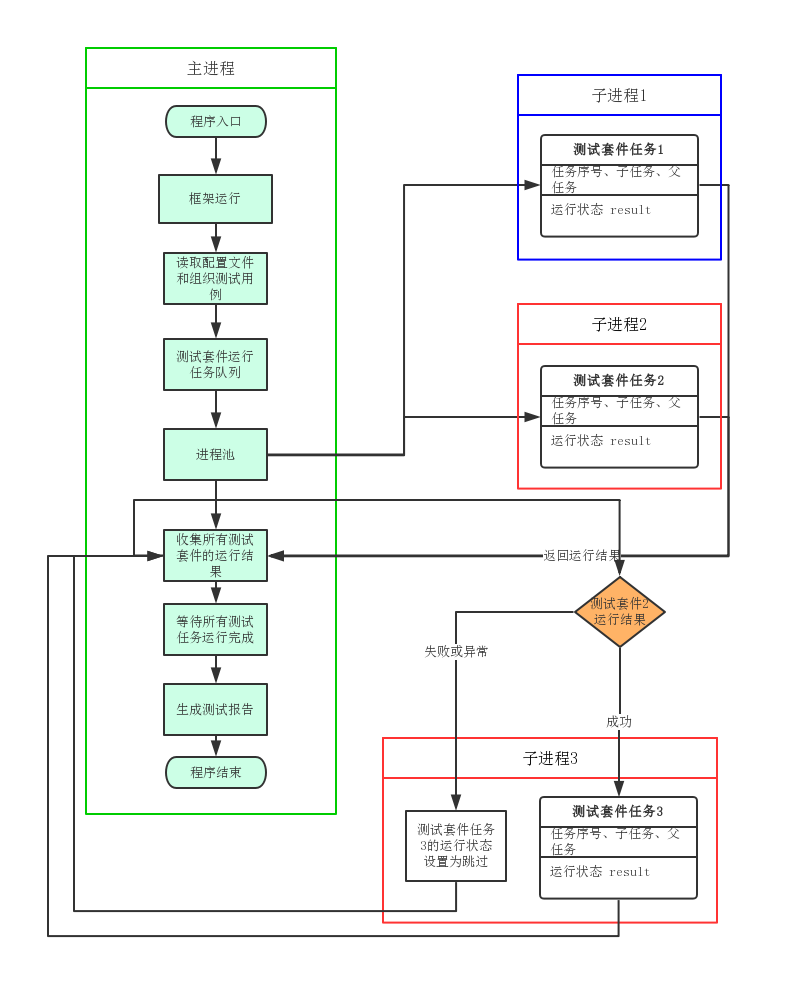 主进程
程序入口
框架运行
读取配置文件
和组织测试用
例
测试套件运行
任务队列
进程池
收集所有测试
套件的运行结
果
等待所有测试
任务运行完成
生成测试报告
程序结束
子进程1
测试套件任务1
任务序号、子任务、父
任务
运行状态 result
子进程2
测试套件任务2
任务序号、子任务、父
任务
运行状态 result
返回运行结果
测试套件2
运行结果
失败或异常
成功
子进程3
测试套件任务
3的运行状态
设置为跳过
测试套件任务3
任务序号、子任务、父
任务
运行状态 result